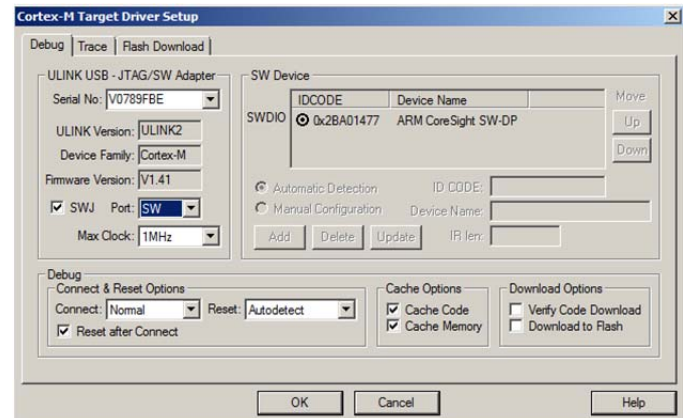 Cortex-M Target Driver Setup
Debug Trace Flash Download
ULINK USB - JTAG/SW Adapter
Serial No: V0789FBE
ULINK Version: ULINK2
Device Family: Cortex-M
Firmware Version: V1.41
SWJ Port: SW
Max Clock: 1MHz
SW Device
IDCODE Device Name Move
SWDIO 0x2BA01477 ARM CoreSight SW-DP Up
Down
Automatic Detection ID CODE:
Manual Configuration Device Name:
Add Delete Update IR len:
Debug
Connect & Reset Options
Connect: Normal Reset: Autodetect
Reset after Connect
Cache Options
Cache Code
Cache Memory
Download Options
Verify Code Download
Download to Flash
OK Cancel Help